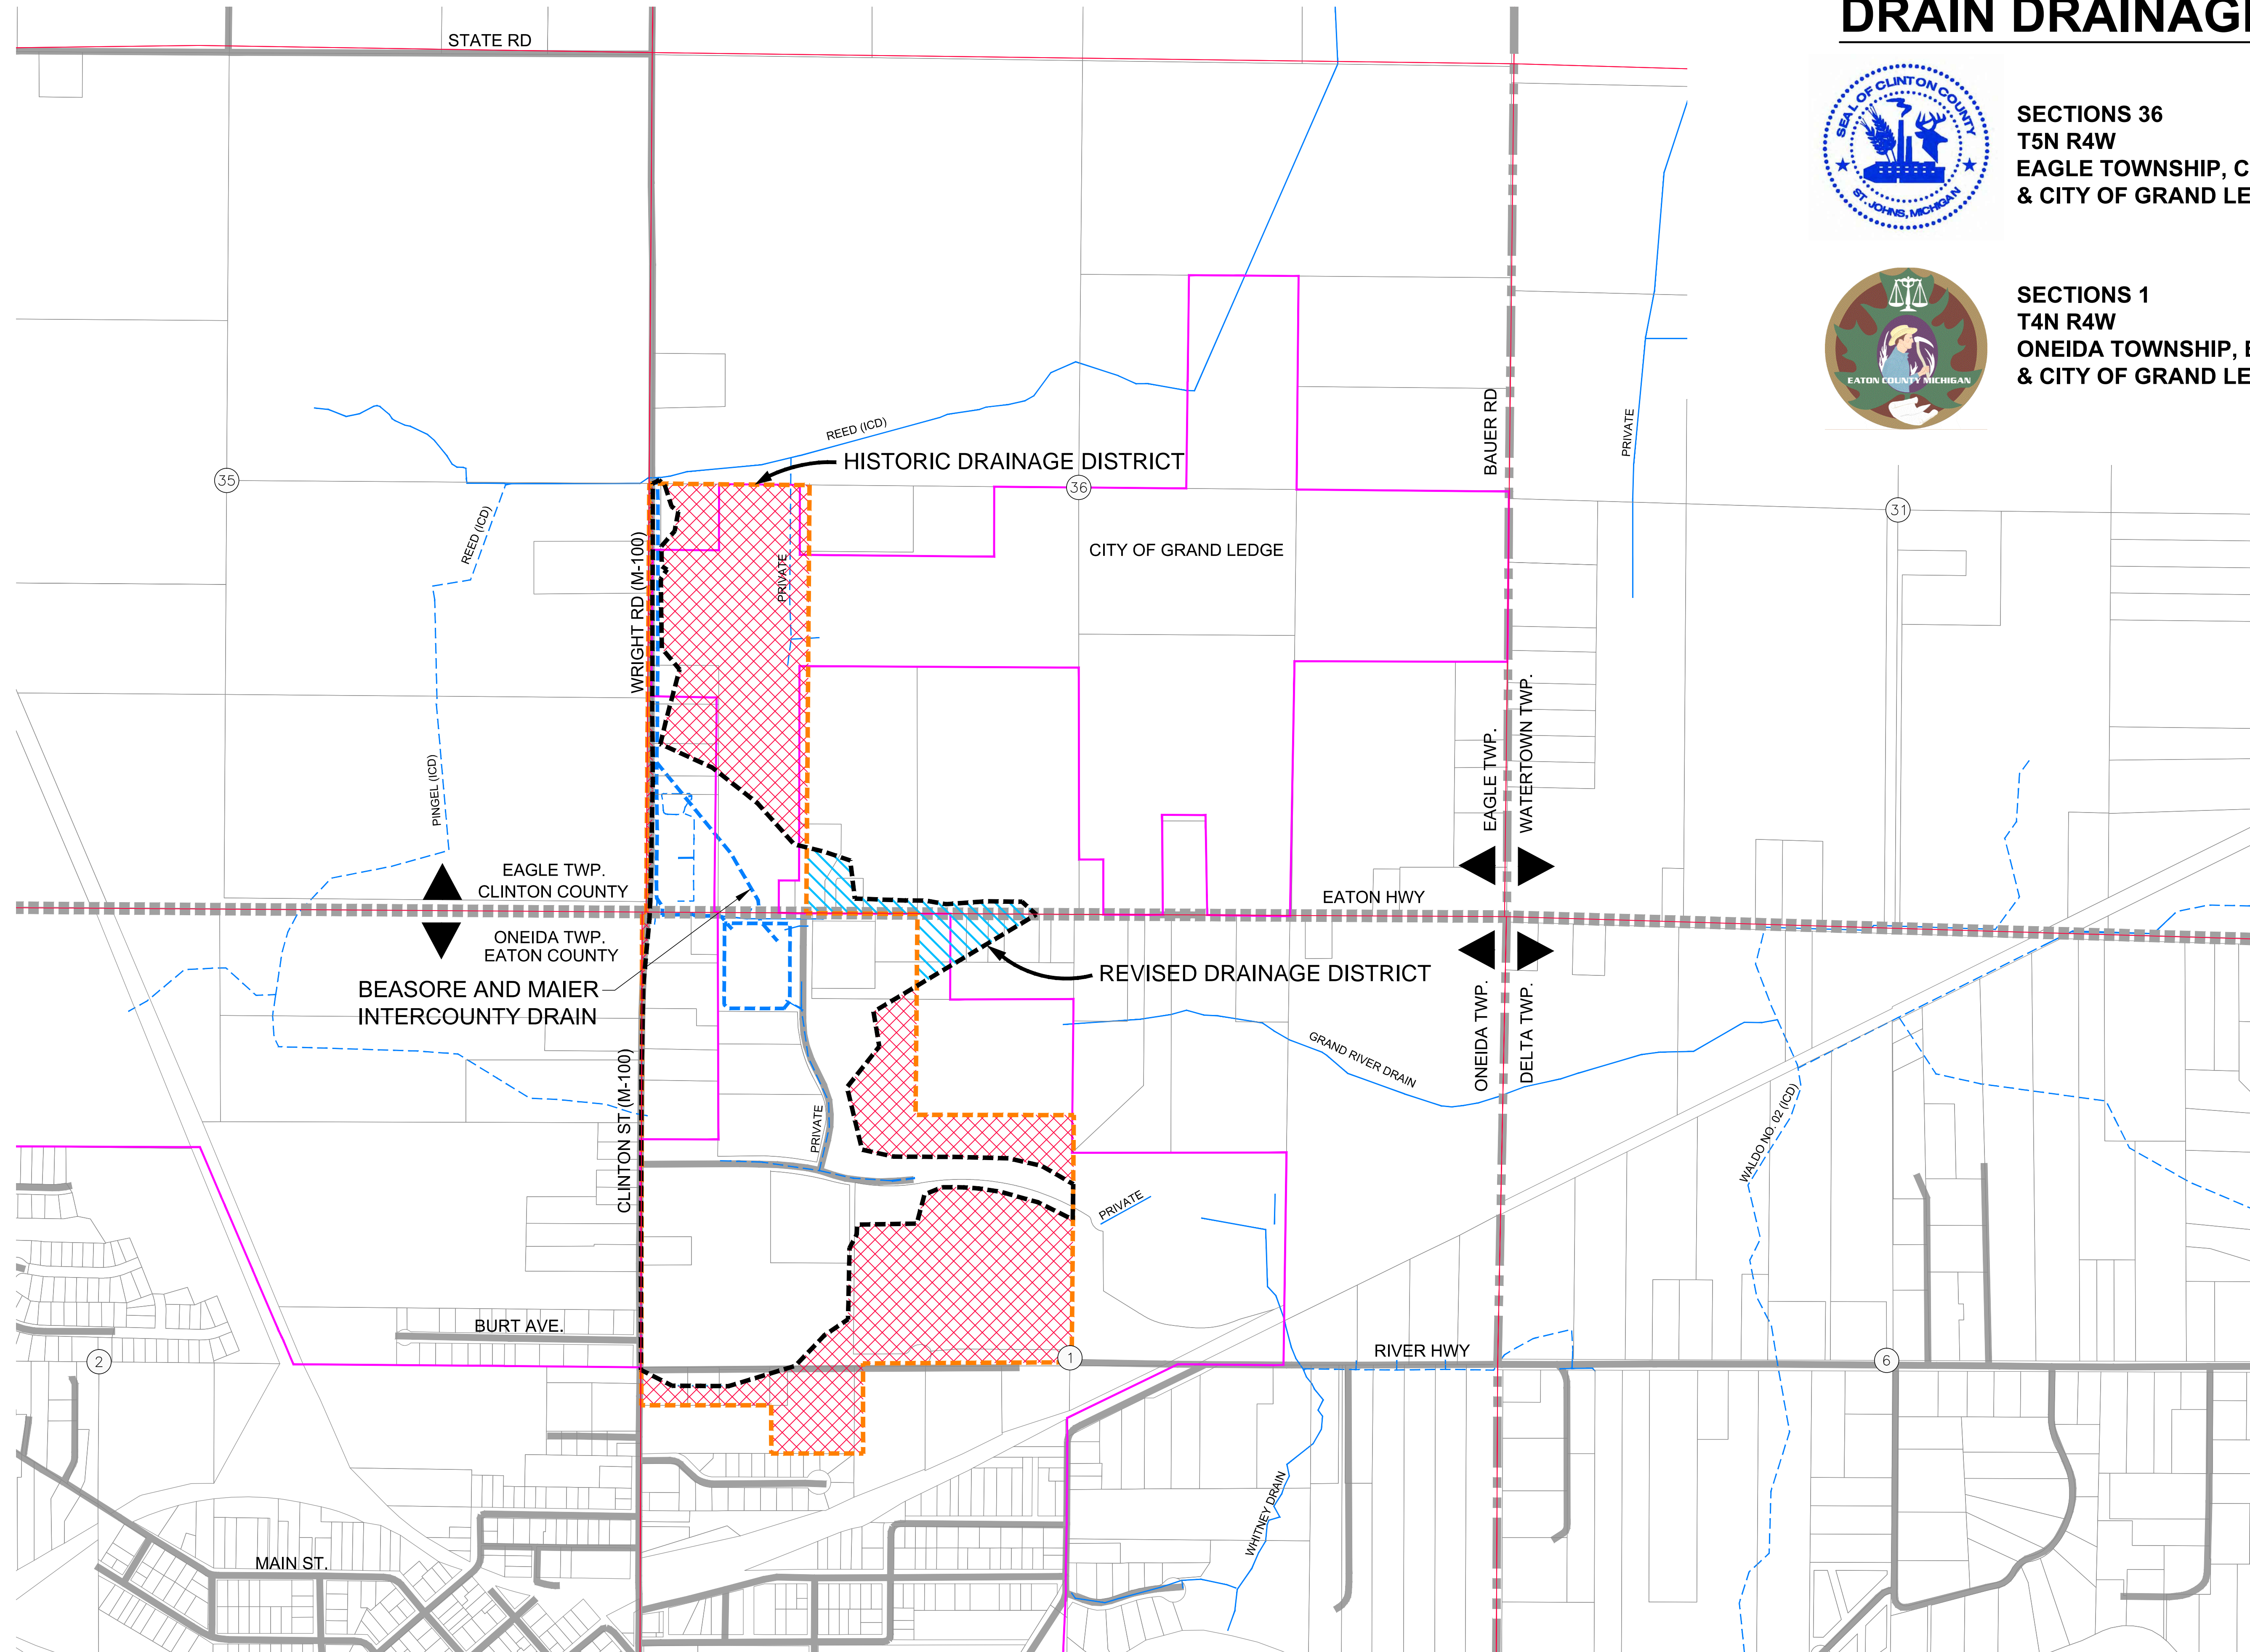 DRAIN DRAINAGE
STATE RD
SEAL OF CLINTON COUNTY
ST. JOHNS, MICHIGAN
SECTIONS 36
T5N R4W
EAGLE TOWNSHIP, C
& CITY OF GRAND LE
SECTIONS 1
T4N R4W
ONEIDA TOWNSHIP, E
& CITY OF GRAND LE
EATON COUNTY MICHIGAN
BAUER RD
PRIVATE
REED (ICD)
HISTORIC DRAINAGE DISTRICT
35
36
31
REED (ICD)
WRIGHT RD (M-100)
PRIVATE
CITY OF GRAND LEDGE
PINGEL (ICD)
EAGLE TWP.
WATERTOWN TWP.
EAGLE TWP.
CLINTON COUNTY
EATON HWY
ONEIDA TWP.
EATON COUNTY
BEASORE AND MAIER
INTERCOUNTY DRAIN
REVISED DRAINAGE DISTRICT
ONEIDA TWP.
DELTA TWP.
GRAND RIVER DRAIN
CLINTON ST (M-100)
PRIVATE
WALDO NO. 02 (ICD)
PRIVATE
BURT AVE.
RIVER HWY
2
1
6
WHITNEY DRAIN
MAIN ST.